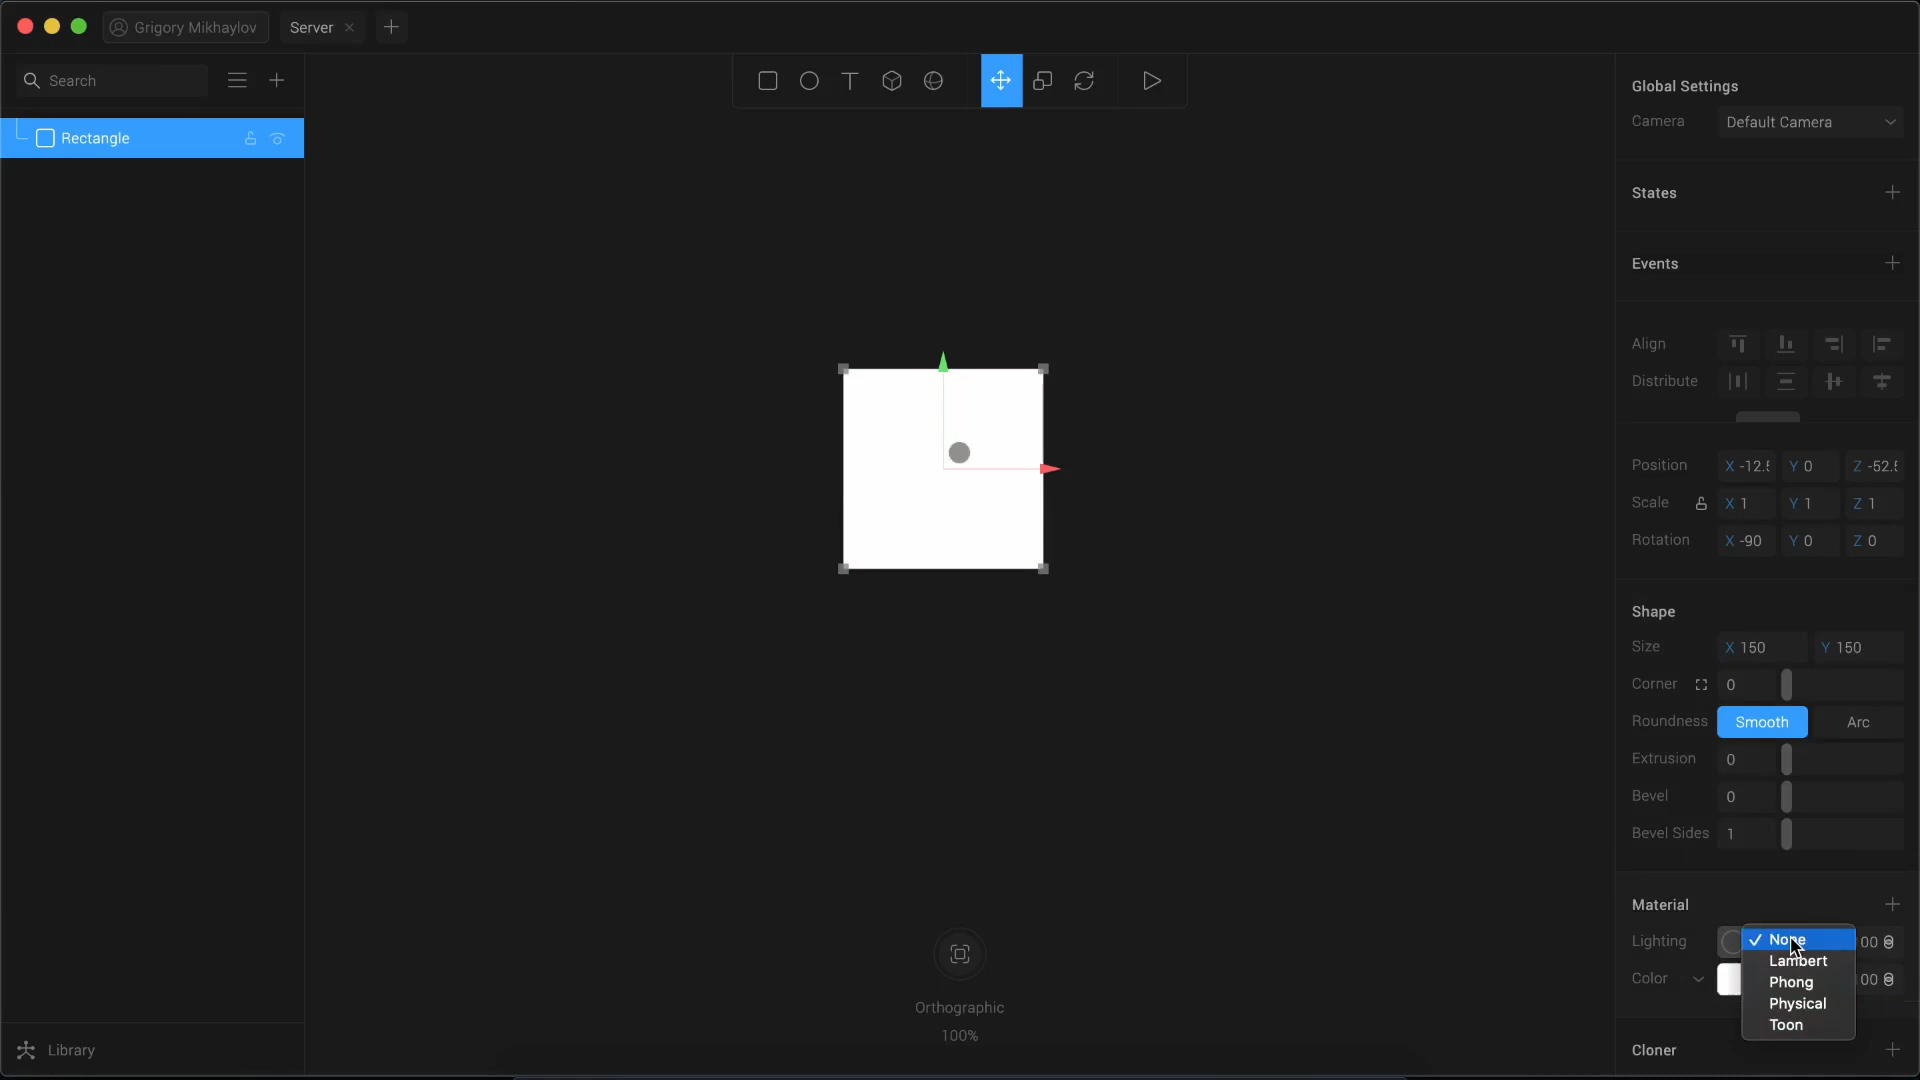 Grigory Mikhaylov
Server
Search
Rectangle
Library
Orthographic
100%
Global Settings
Camera Default Camera
States
Events
Align
Distribute
Position X -12.5 Y 0 Z -52.5
Scale X 1 Y 1 Z 1
Rotation X -90 Y 0 Z 0
Shape
Size X 150 Y 150
Corner 0
Roundness Smooth Arc
Extrusion 0
Bevel 0
Bevel Sides 1
Material
Lighting 00
Color 00
None
Lambert
Phong
Physical
Toon
Cloner